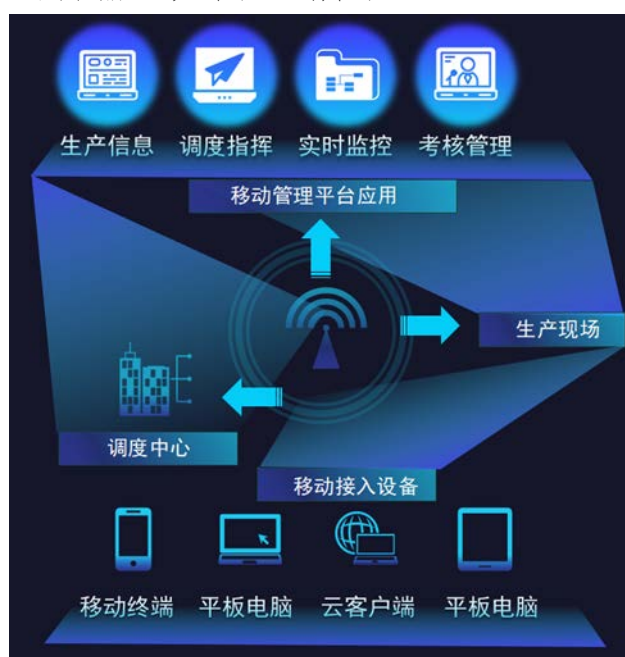 生产信息 调度指挥 实时监控 考核管理
移动管理平台应用
生产现场
调度中心
移动接入设备
移动终端 平板电脑 云客户端 平板电脑